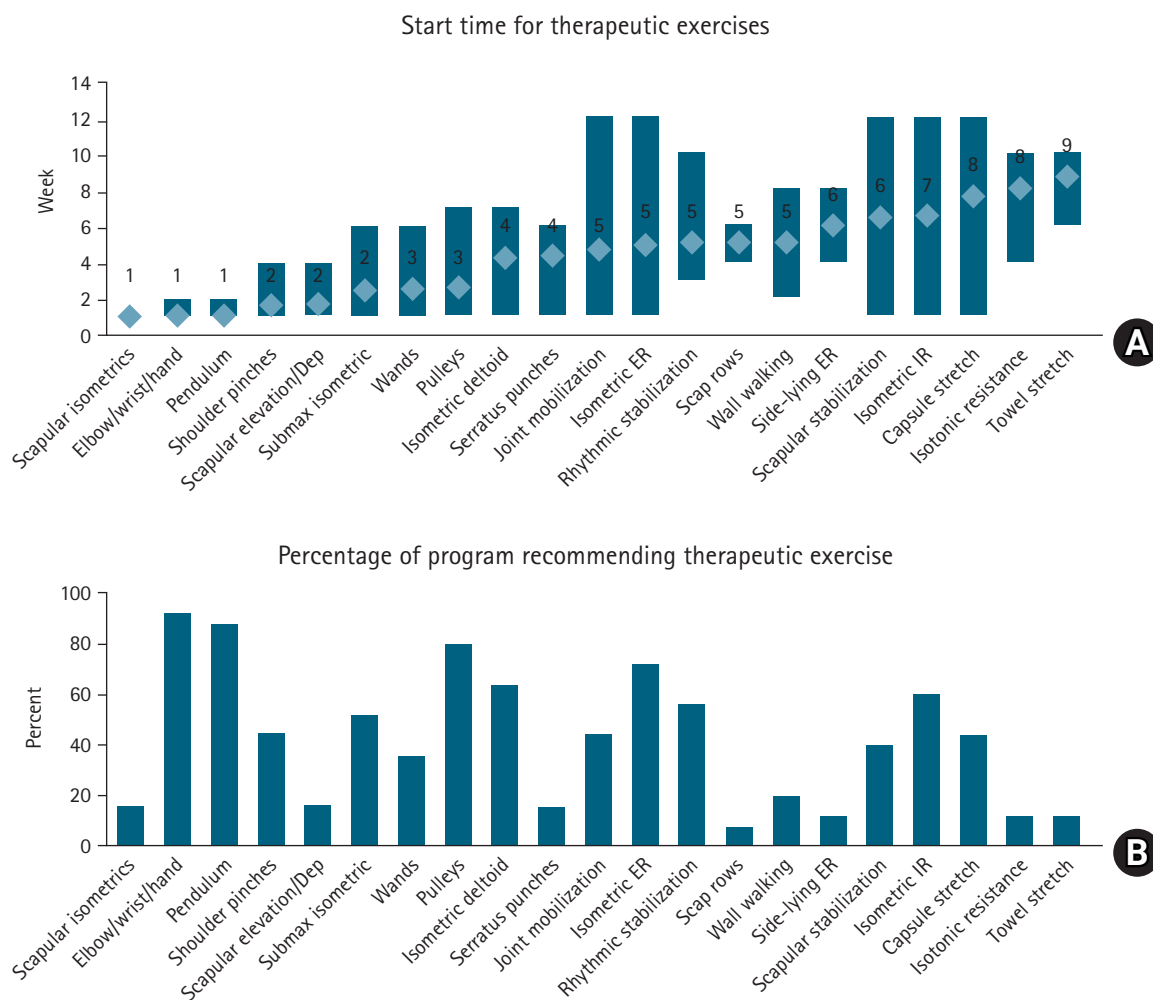 Start time for therapeutic exercises
Week
14
12
10
8
6
4
2
0
1
1
1
2
2
2
3
3
4
4
5
5
5
5
5
6
6
7
8
8
9
Scapular isometrics
Elbow/wrist/hand
Pendulum
Shoulder pinches
Scapular elevation/Dep
Submax isometric
Wands
Pulleys
Isometric deltoid
Serratus punches
Joint mobilization
Isometric ER
Rhythmic stabilization
Scap rows
Wall walking
Side-lying ER
Scapular stabilization
Isometric IR
Capsule stretch
Isotonic resistance
Towel stretch
A
Percentage of program recommending therapeutic exercise
Percent
100
80
60
40
20
0
Scapular isometrics
Elbow/wrist/hand
Pendulum
Shoulder pinches
Scapular elevation/Dep
Submax isometric
Wands
Pulleys
Isometric deltoid
Serratus punches
Joint mobilization
Isometric ER
Rhythmic stabilization
Scap rows
Wall walking
Side-lying ER
Scapular stabilization
Isometric IR
Capsule stretch
Isotonic resistance
Towel stretch
B